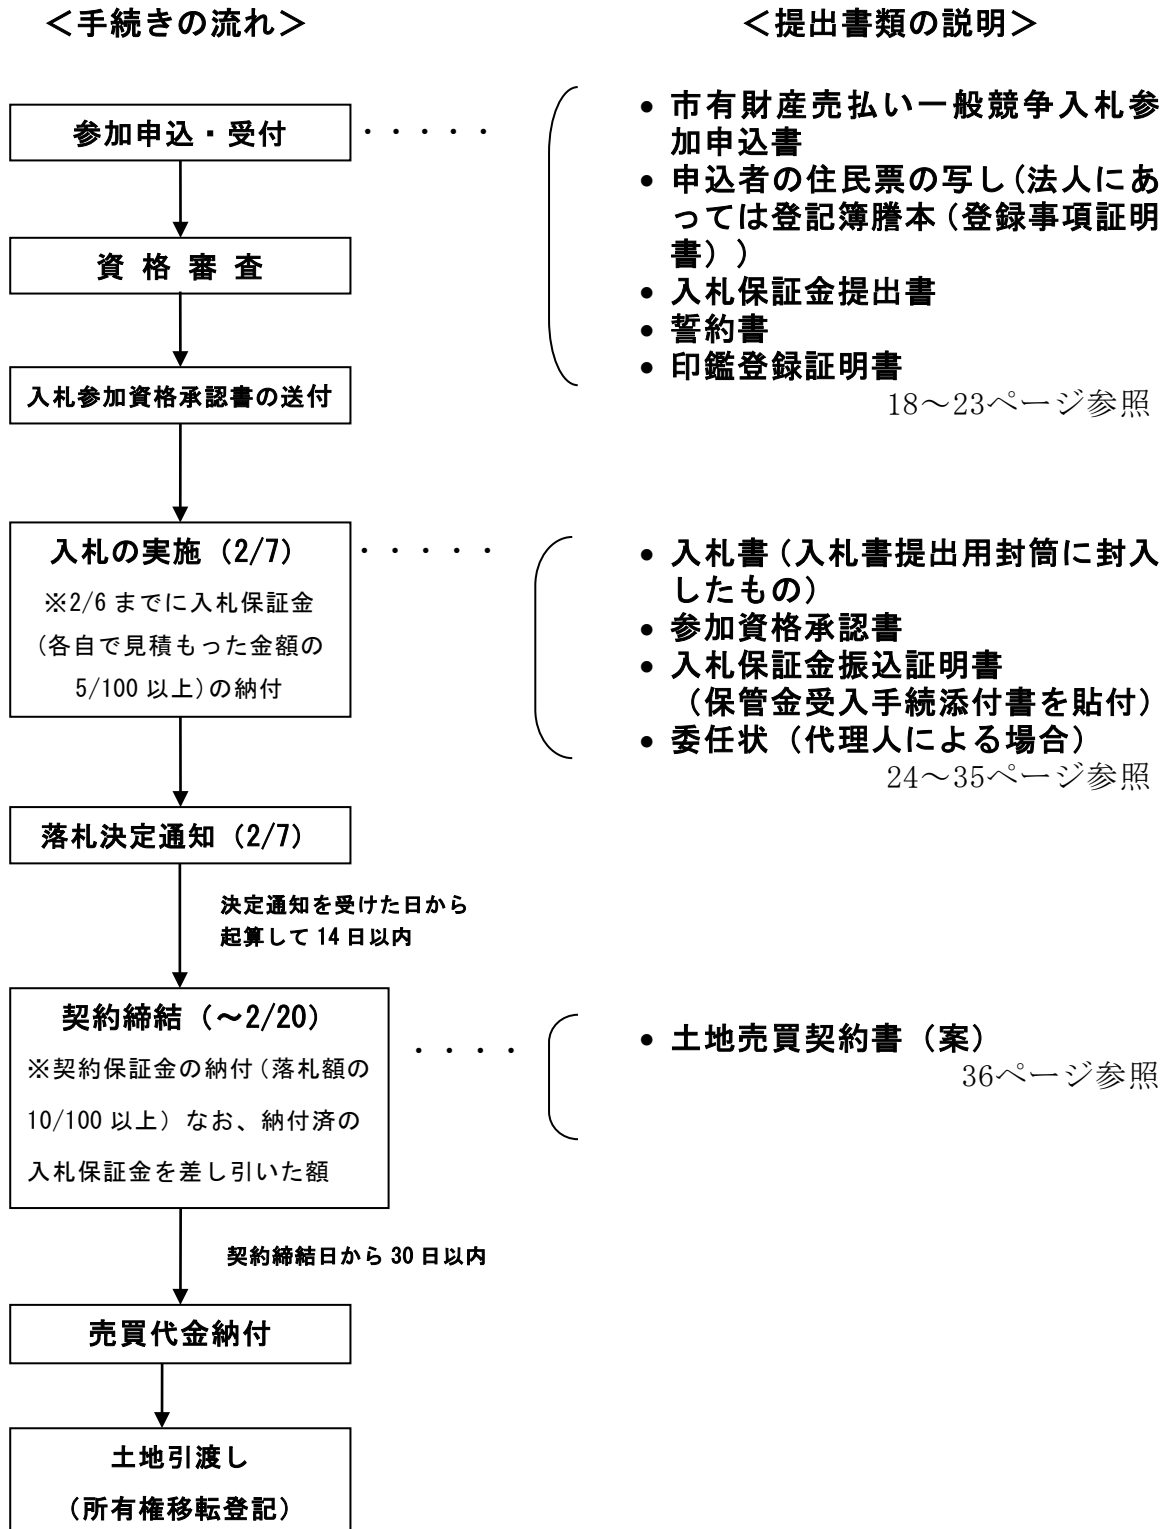 ＜手続きの流れ＞
＜提出書類の説明＞
参加申込・受付
・・・・・
● 市有財産売払い一般競争入札参
加申込書
● 申込者の住民票の写し（法人にあ
っては登記簿謄本（登録事項証明
書））
● 入札保証金提出書
● 誓約書
● 印鑑登録証明書
18～23ページ参照
資 格 審 査
入札参加資格承認書の送付
入札の実施（2/7）
※2/6 までに入札保証金
（各自で見積もった金額の
5/100 以上）の納付
・・・・・
● 入札書（入札書提出用封筒に封入
したもの）
● 参加資格承認書
● 入札保証金振込証明書
（保管金受入手続添付書を貼付）
● 委任状（代理人による場合）
24～35ページ参照
落札決定通知（2/7）
決定通知を受けた日から
起算して 14 日以内
契約締結（～2/20）
※契約保証金の納付（落札額の
10/100 以上）なお、納付済の
入札保証金を差し引いた額
・・・・
● 土地売買契約書（案）
36ページ参照
契約締結日から 30 日以内
売買代金納付
土地引渡し
（所有権移転登記）